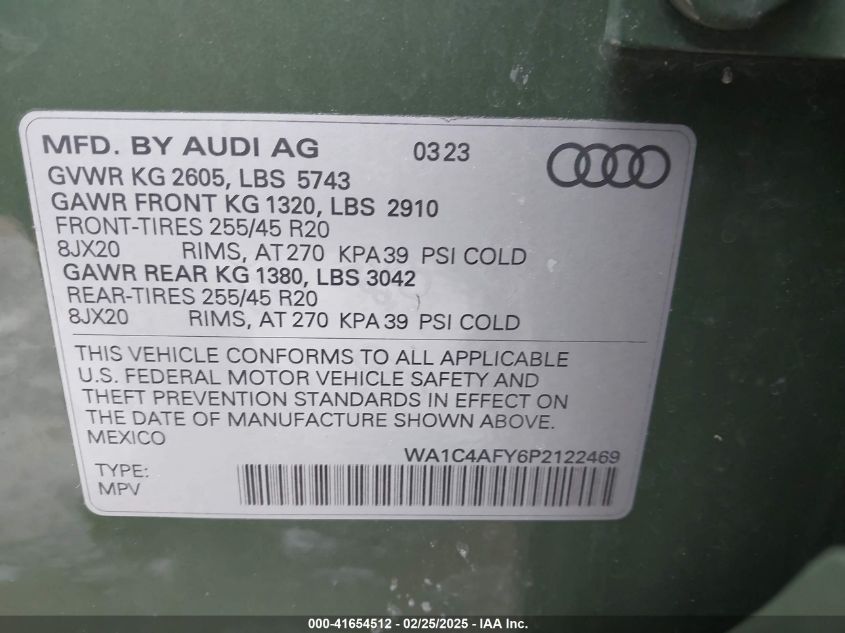 MFD. BY AUDI AG 0323
GVWR KG 2605, LBS 5743
GAWR FRONT KG 1320, LBS 2910
FRONT-TIRES 255/45 R20
8JX20 RIMS, AT 270 KPA 39 PSI COLD
GAWR REAR KG 1380, LBS 3042
REAR-TIRES 255/45 R20
8JX20 RIMS, AT 270 KPA 39 PSI COLD
THIS VEHICLE CONFORMS TO ALL APPLICABLE
U.S. FEDERAL MOTOR VEHICLE SAFETY AND
THEFT PREVENTION STANDARDS IN EFFECT ON
THE DATE OF MANUFACTURE SHOWN ABOVE.
MEXICO
WA1C4AFY6P2122469
TYPE:
MPV
000-41654512 - 02/25/2025 - IAA Inc.